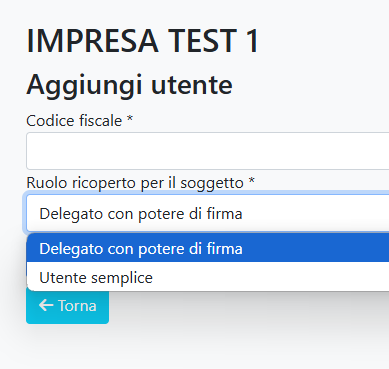 IMPRESA TEST 1
Aggiungi utente
Codice fiscale *
Ruolo ricoperto per il soggetto *
Delegato con potere di firma
Delegato con potere di firma
Utente semplice
← Torna